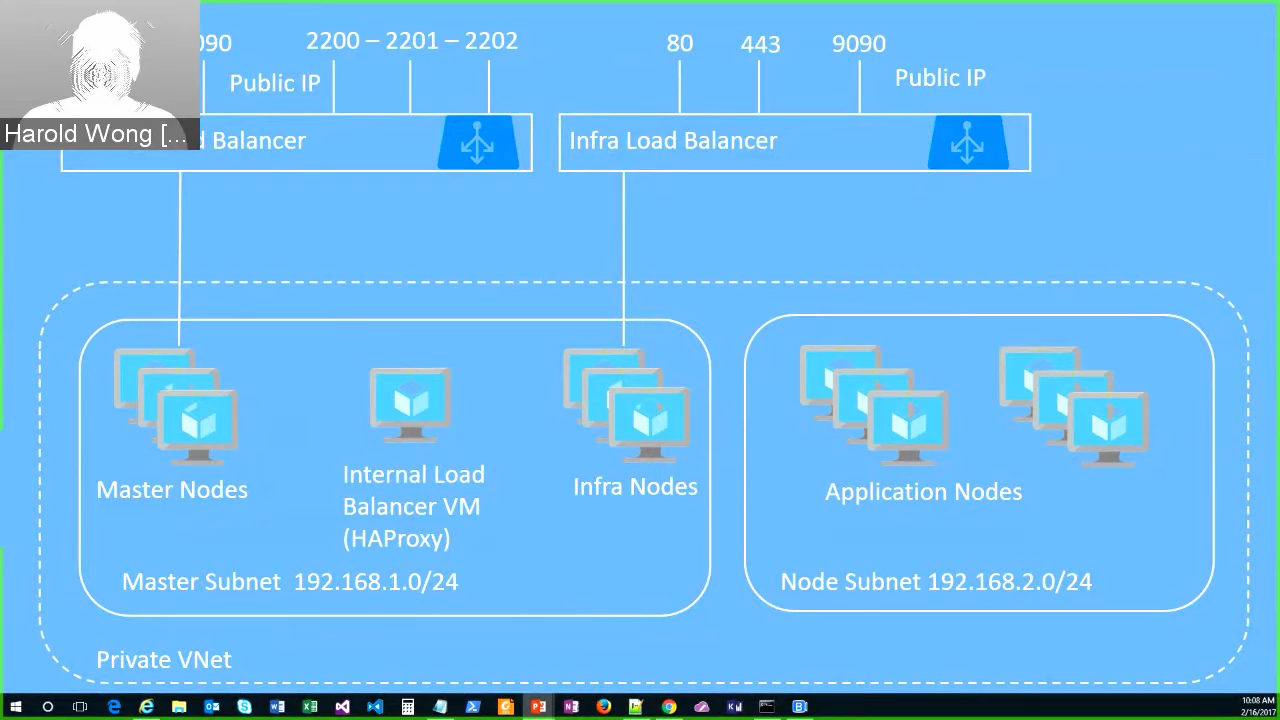 090
2200 – 2201 – 2202
80
443
9090
Public IP
Public IP
Harold Wong [...
d Balancer
Infra Load Balancer
Master Nodes
Internal Load
Balancer VM
(HAProxy)
Infra Nodes
Application Nodes
Master Subnet 192.168.1.0/24
Node Subnet 192.168.2.0/24
Private VNet
10:08 AM
2/16/2017